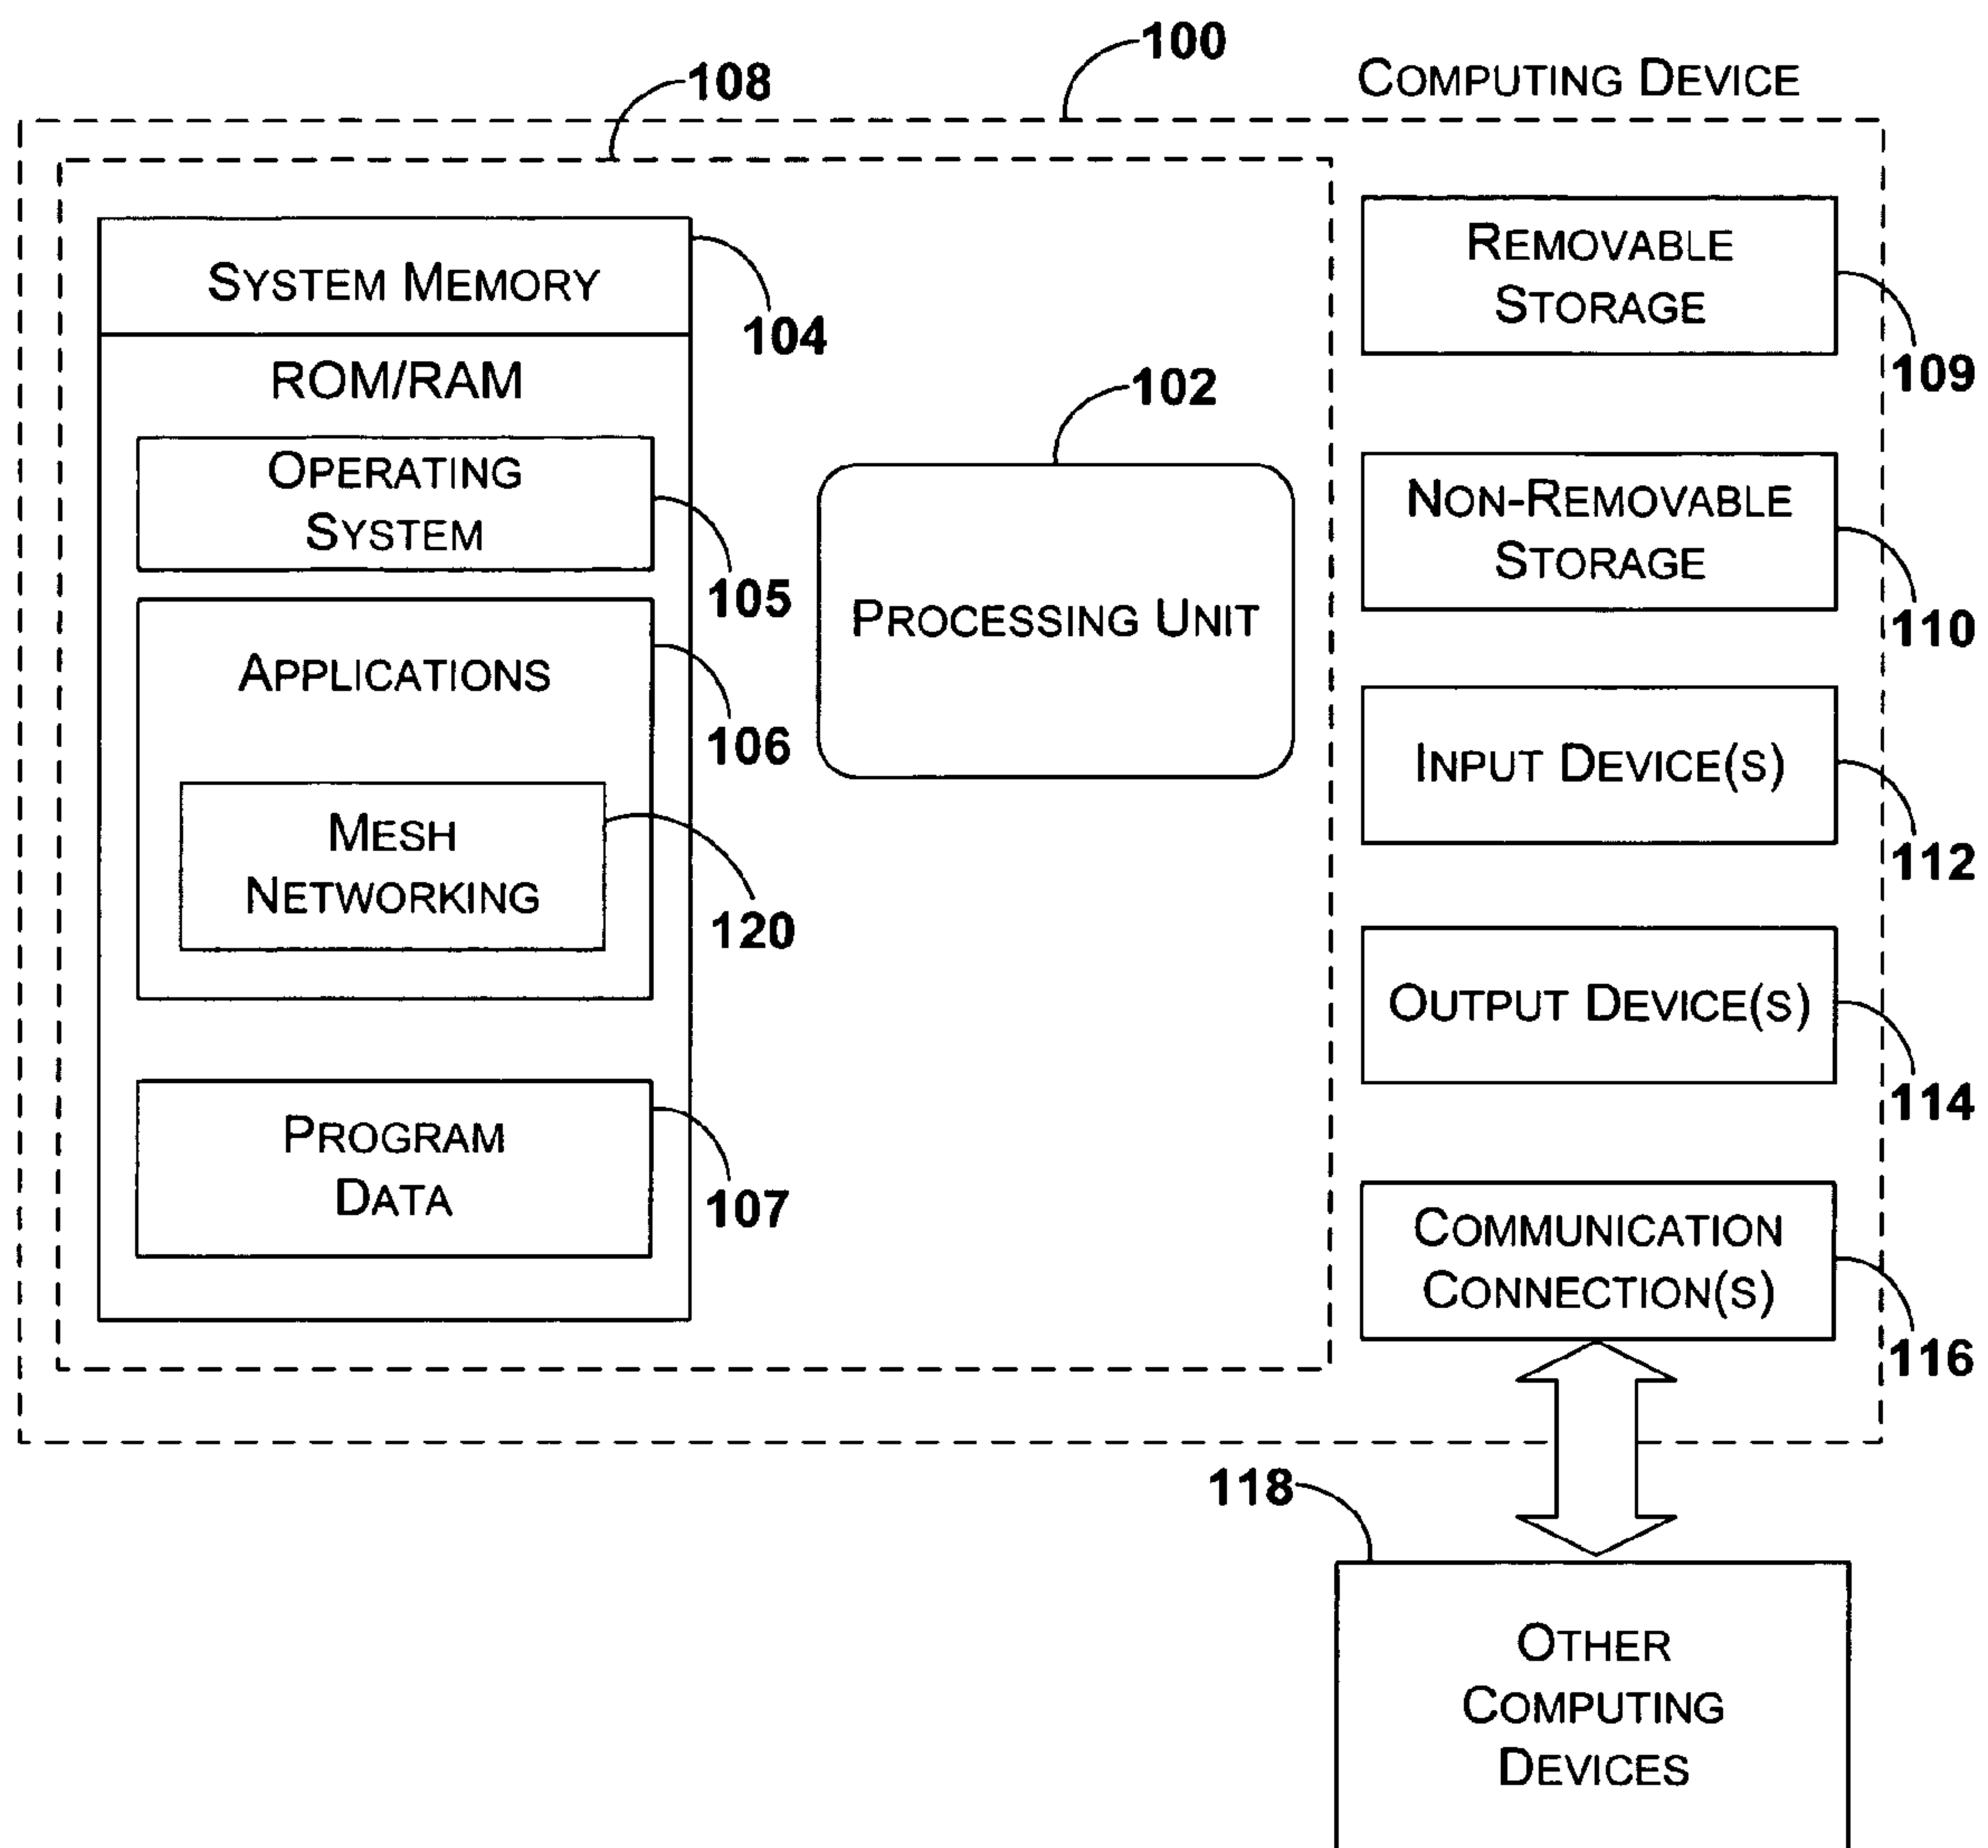 100
COMPUTING DEVICE
108
SYSTEM MEMORY
104
ROM/RAM
OPERATING
SYSTEM
105
APPLICATIONS
106
MESH
NETWORKING
120
PROGRAM
DATA
107
102
PROCESSING UNIT
REMOVABLE
STORAGE
109
NON-REMOVABLE
STORAGE
110
INPUT DEVICE(S)
112
OUTPUT DEVICE(S)
114
COMMUNICATION
CONNECTION(S)
116
118
OTHER
COMPUTING
DEVICES